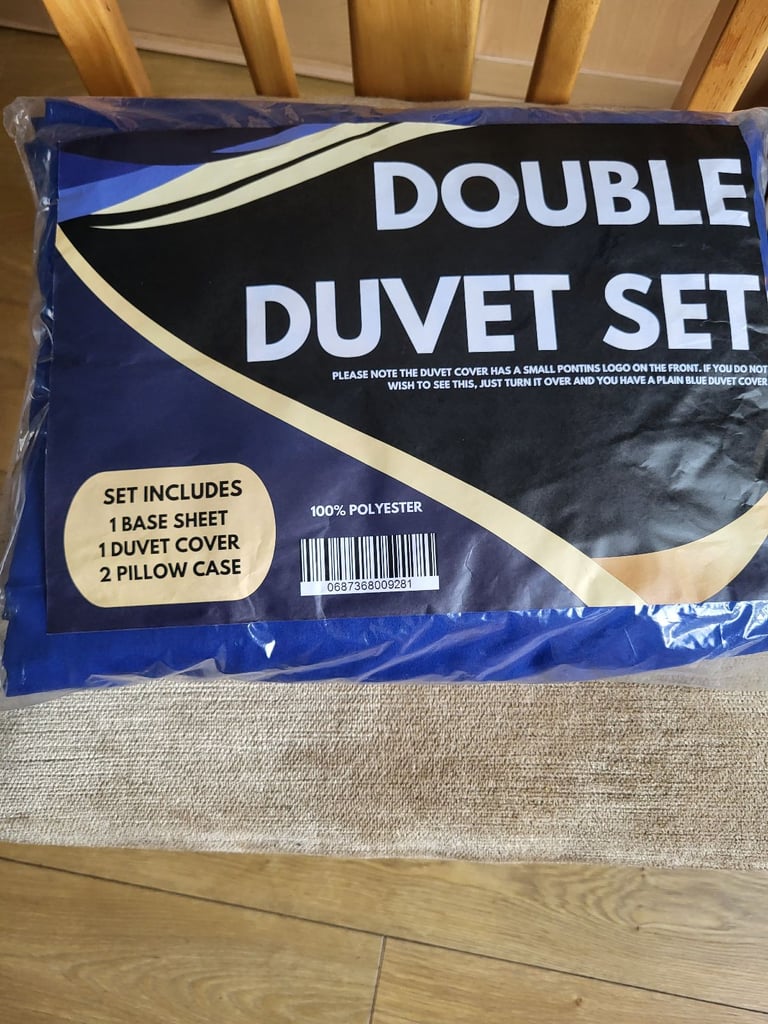 DOUBLE
DUVET SET
PLEASE NOTE THE DUVET COVER HAS A SMALL PONTINS LOGO ON THE FRONT. IF YOU DO NOT
WISH TO SEE THIS, JUST TURN IT OVER AND YOU HAVE A PLAIN BLUE DUVET COVER
SET INCLUDES
1 BASE SHEET
1 DUVET COVER
2 PILLOW CASE
100% POLYESTER
0687368009281